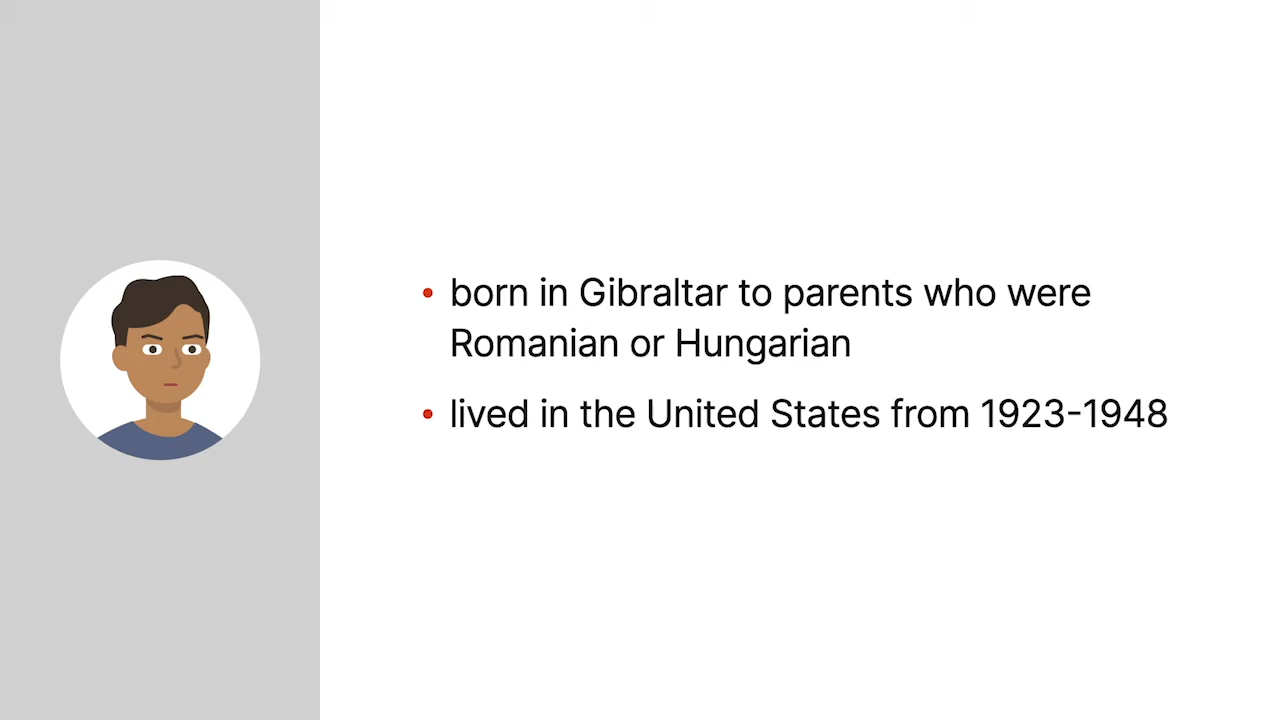 • born in Gibraltar to parents who were
Romanian or Hungarian
• lived in the United States from 1923-1948